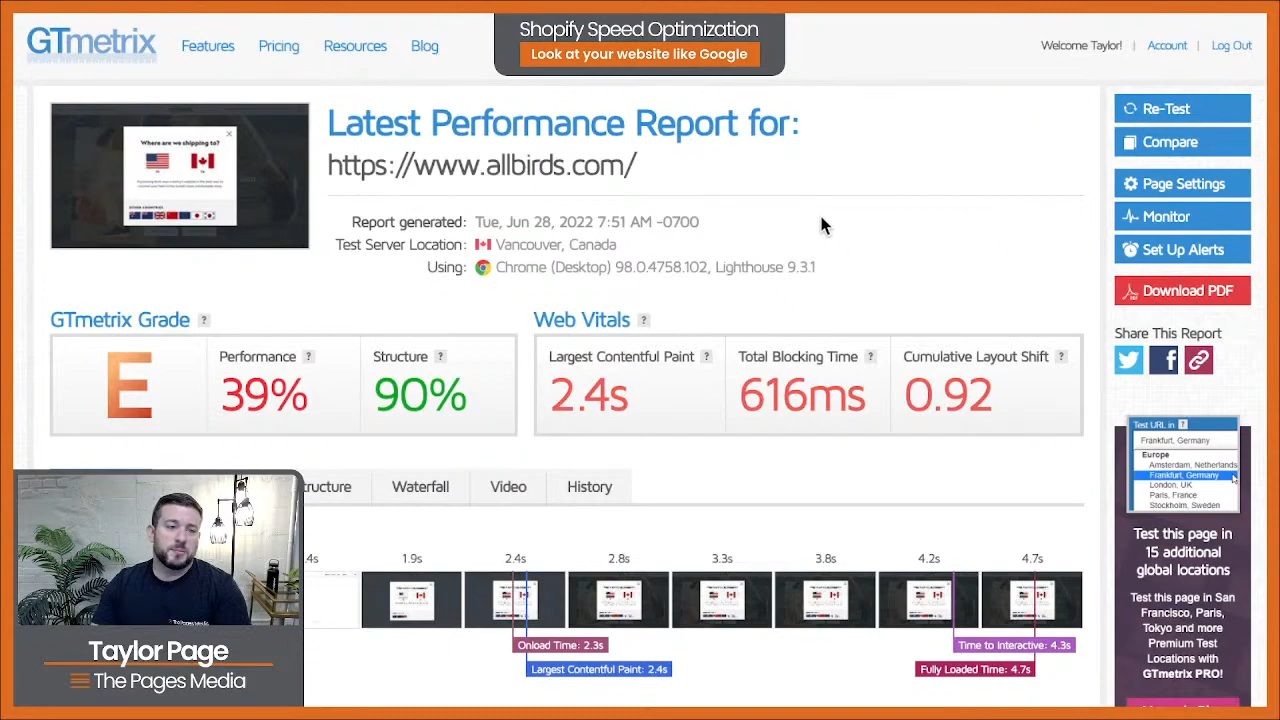 GTmetrix
Features
Pricing
Resources
Blog
Shopify Speed Optimization
Look at your website like Google
Welcome Taylor!
Account
Log Out
Where are we shipping to?
Latest Performance Report for:
https://www.allbirds.com/
Report generated: Tue, Jun 28, 2022 7:51 AM -0700
Test Server Location: Vancouver, Canada
Using: Chrome (Desktop) 98.0.4758.102, Lighthouse 9.3.1
Re-Test
Compare
Page Settings
Monitor
Set Up Alerts
Download PDF
Share This Report
GTmetrix Grade ?
E
Performance ?
39%
Structure ?
90%
Web Vitals ?
Largest Contentful Paint ?
2.4s
Total Blocking Time ?
616ms
Cumulative Layout Shift ?
0.92
ructure
Waterfall
Video
History
.4s
1.9s
2.4s
2.8s
3.3s
3.8s
4.2s
4.7s
Onload Time: 2.3s
Largest Contentful Paint: 2.4s
Time to Interactive: 4.3s
Fully Loaded Time: 4.7s
Test URL in ?
Frankfurt, Germany
Europe
Amsterdam, Netherlands
Frankfurt, Germany
London, UK
Paris, France
Stockholm, Sweden
Test this page in
15 additional
global locations
Test this page in San
Francisco, Paris,
Tokyo and more
Premium Test
Locations with
GTmetrix PRO!
Taylor Page
The Pages Media